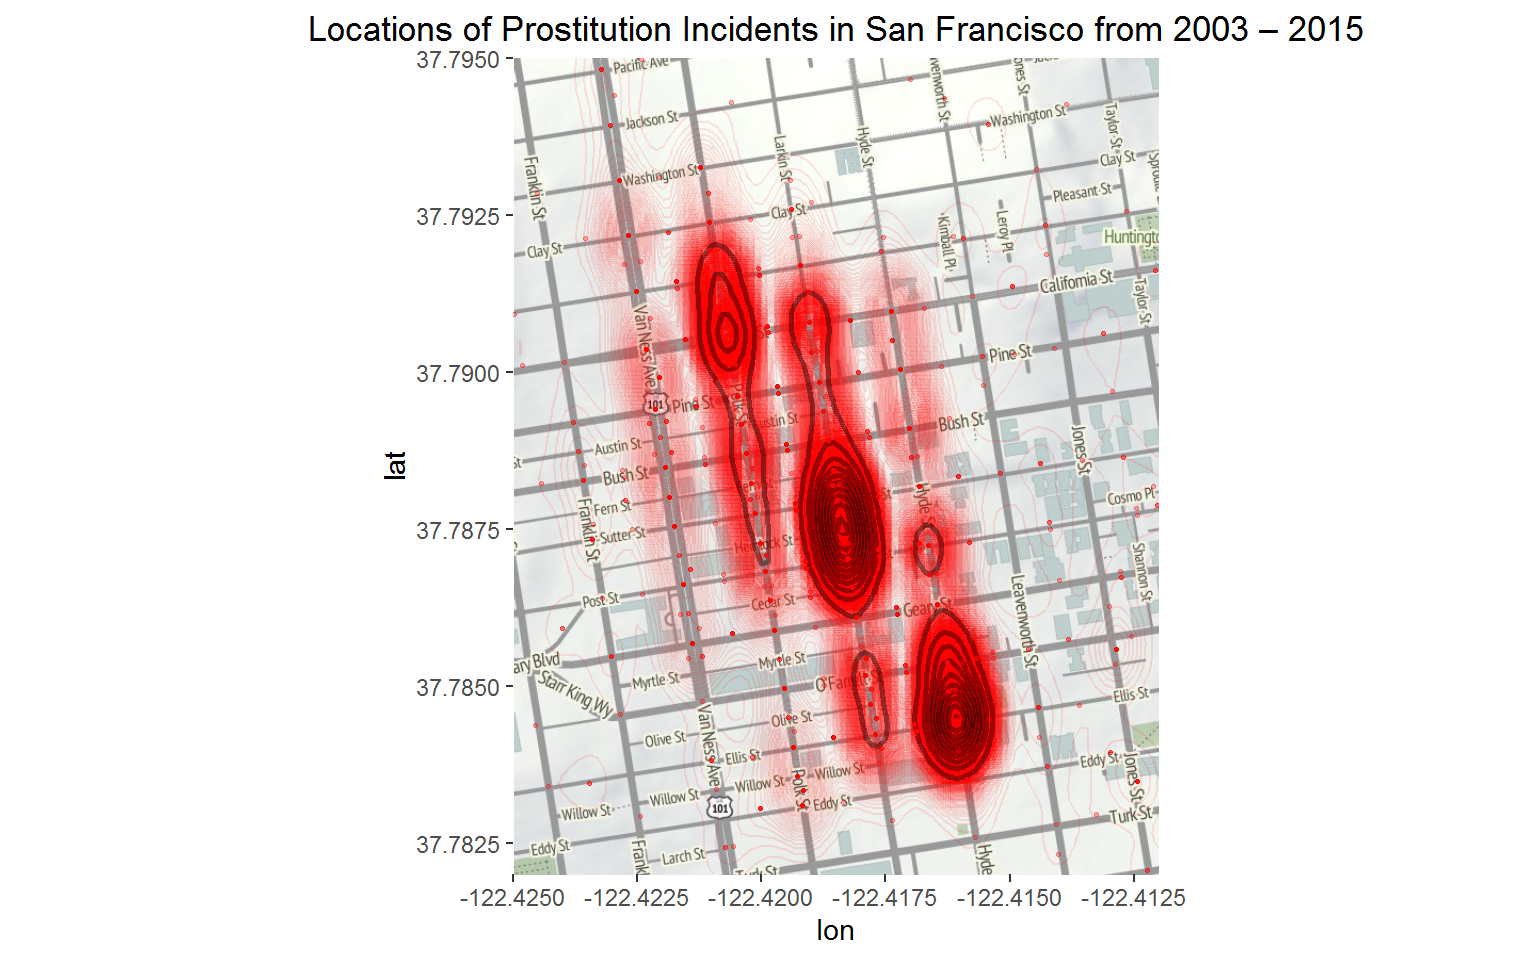 Locations of Prostitution Incidents in San Francisco from 2003 – 2015
37.7950
37.7925
37.7900
37.7875
37.7850
37.7825
lat
-122.4250
-122.4225
-122.4200
-122.4175
-122.4150
-122.4125
lon
Pacific Ave
Jackson St
Washington St
Washington St
Franklin St
Larkin St
Hyde St
Taylor St
Clay St
Pleasant St
Clay St
Clay St
Kimball Pl
Leroy Pl
Huntingto
California St
Taylor St
Van Ness Ave
Pine St
101
Pine St
Polk St
Austin St
Bush St
Austin St
Bush St
Jones St
Fern St
Franklin St
Sutter St
Hyde St
Cosmo Pl
Hemlock St
Shannon St
Post St
Cedar St
Geary St
Leavenworth St
ary Blvd
Starr King Wy
Myrtle St
Myrtle St
O'Farrell St
Ellis St
Olive St
Olive St
Van Ness Ave
Ellis St
Eddy St
Jones St
Willow St
Willow St
Willow St
Polk St
Eddy St
101
Turk St
Eddy St
Frank
Larch St
Turk St
Hyde